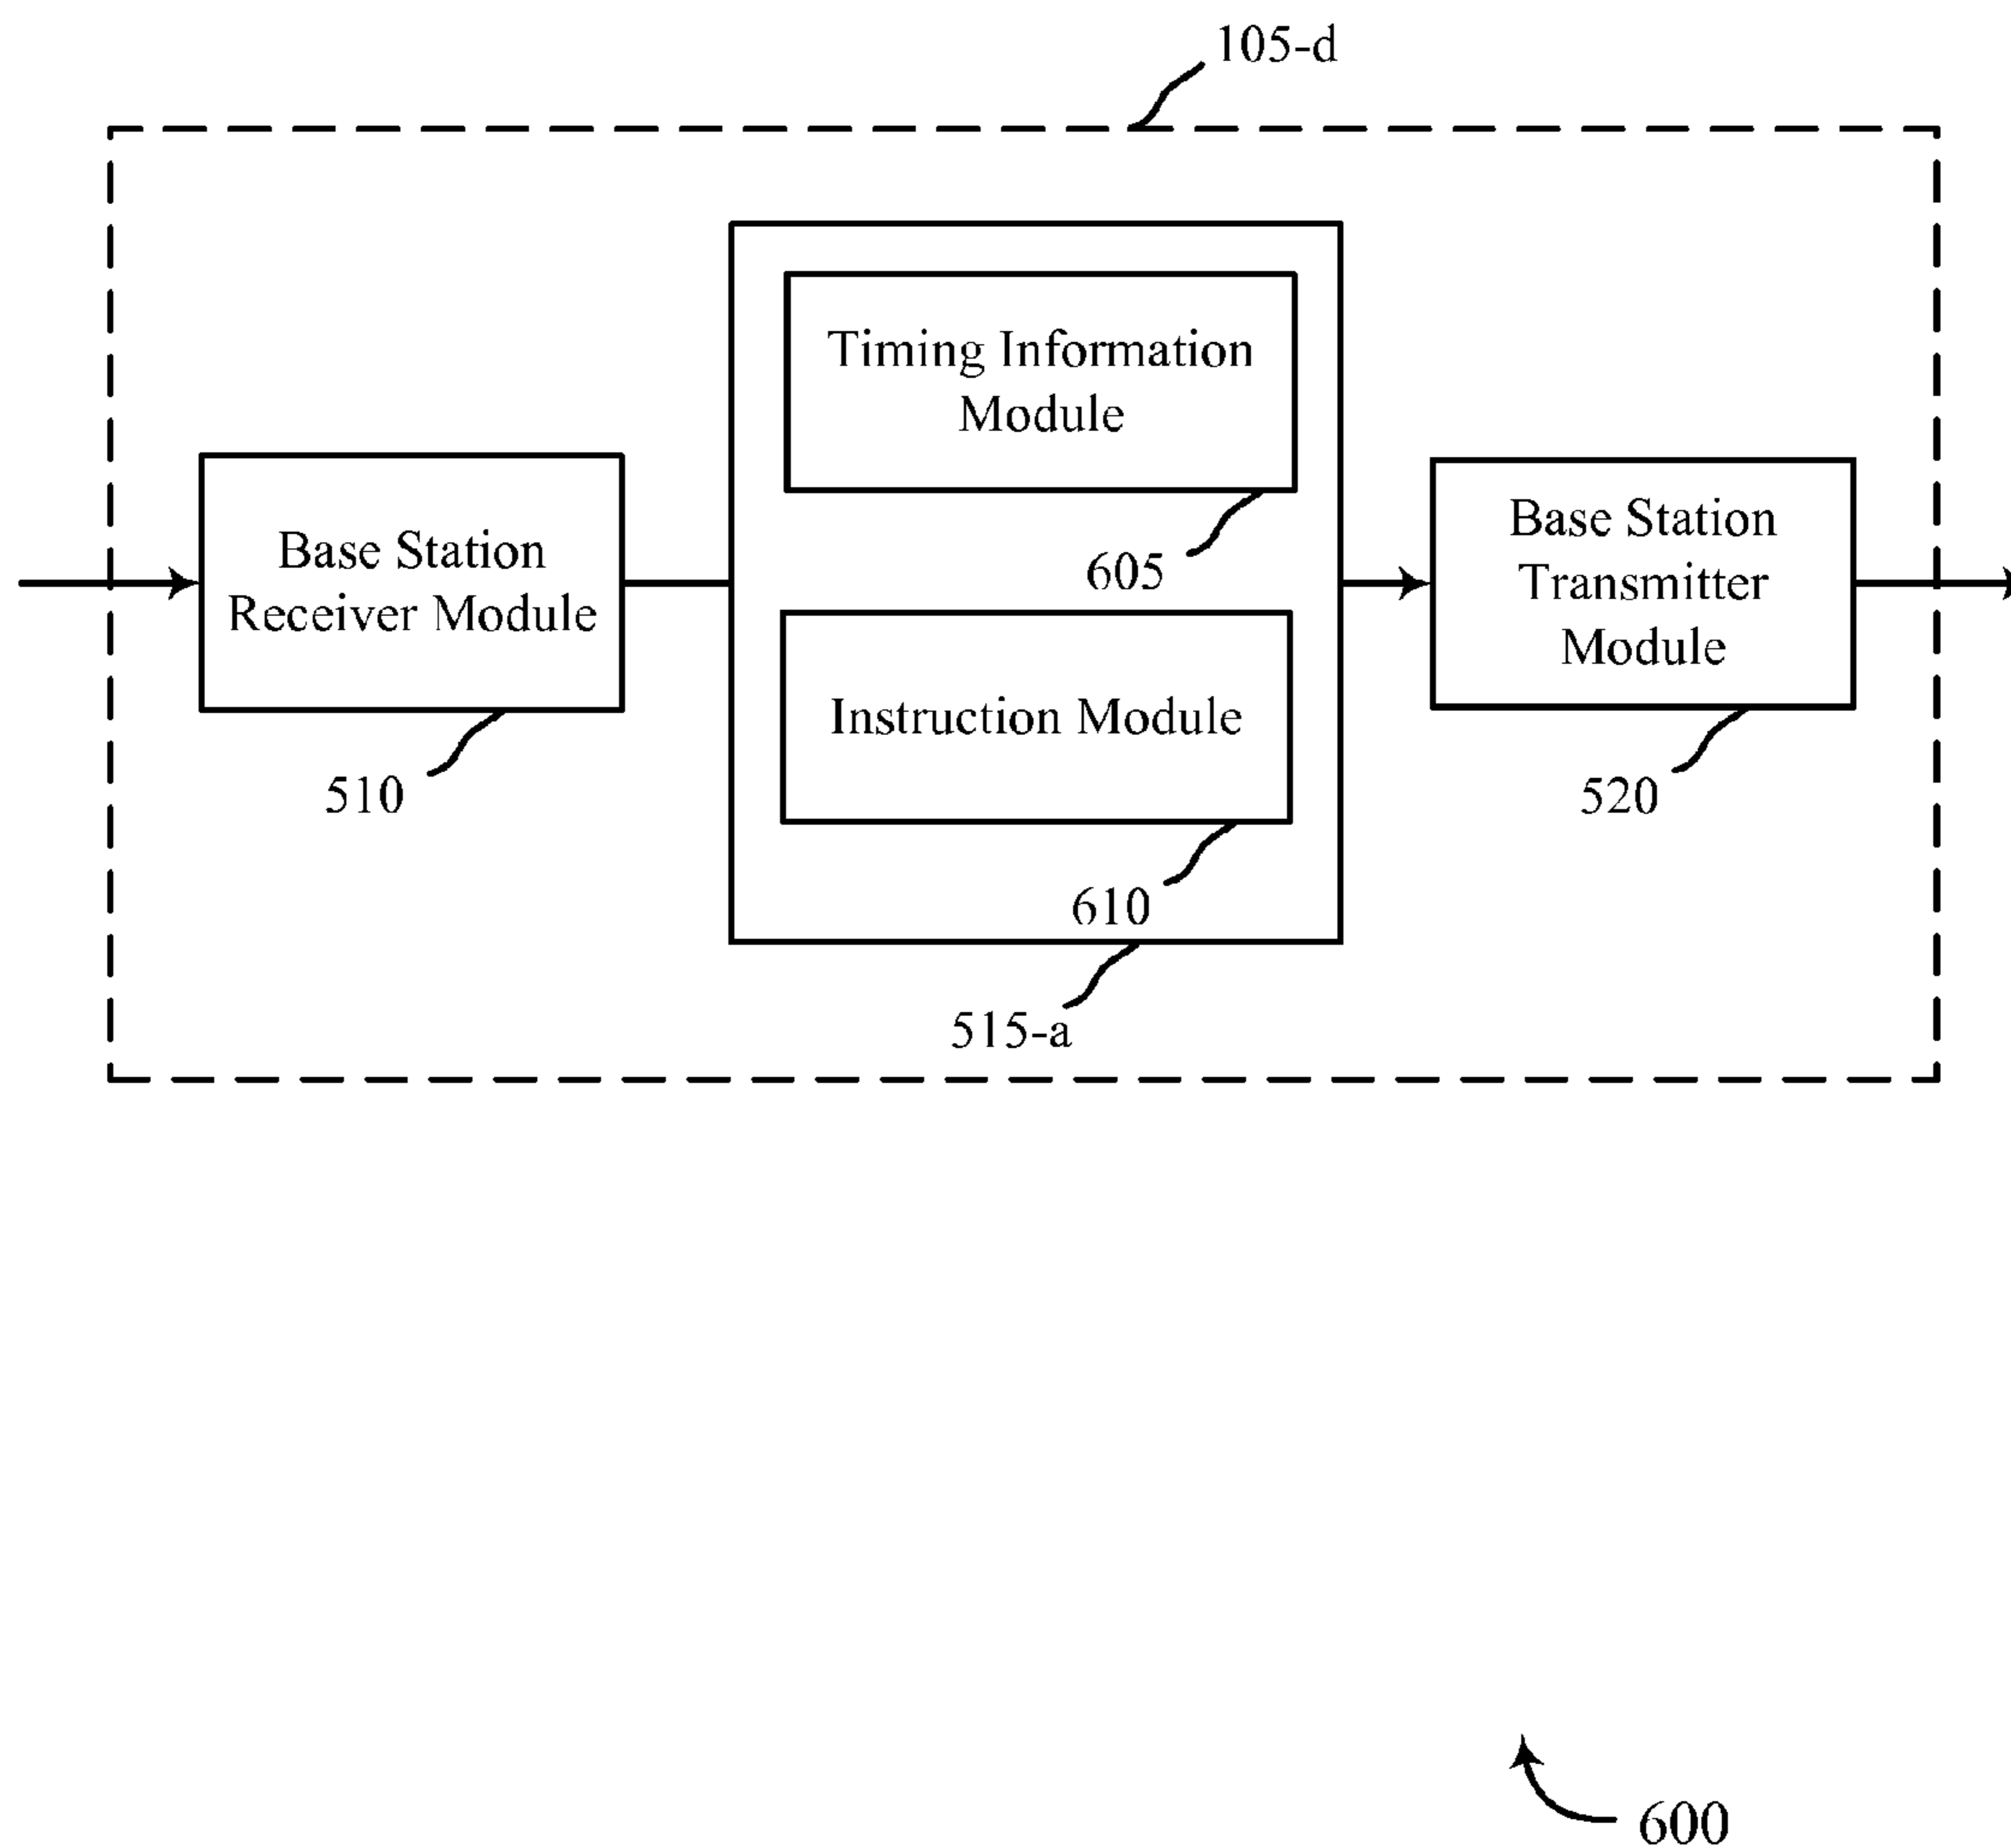 105-d
Timing Information
Module
605
Base Station
Receiver Module
510
Instruction Module
610
515-a
Base Station
Transmitter
Module
520
600